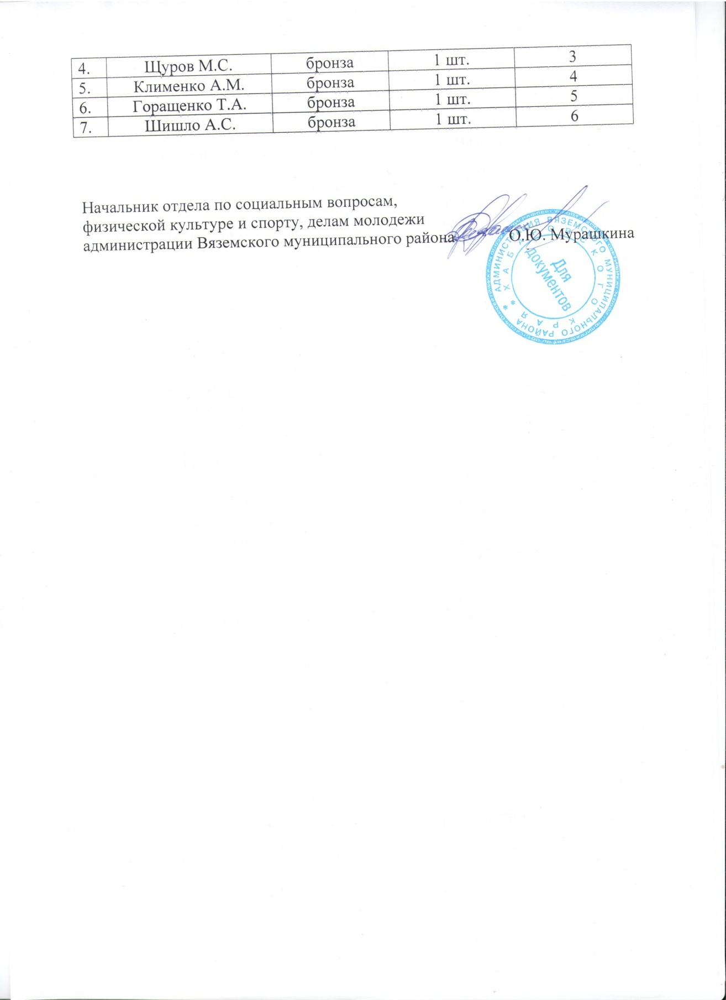 4. Щуров М.С. бронза 1 шт. 3
5. Клименко А.М. бронза 1 шт. 4
6. Горащенко Т.А. бронза 1 шт. 5
7. Шишло А.С. бронза 1 шт. 6
Начальник отдела по социальным вопросам,
физической культуре и спорту, делам молодежи
администрации Вяземского муниципального района О.Ю. Мурашкина
АДМИНИСТРАЦИЯ ВЯЗЕМСКОГО МУНИЦИПАЛЬНОГО РАЙОНА *
ХАБАРОВСКОГО КРАЯ *
Для
документов